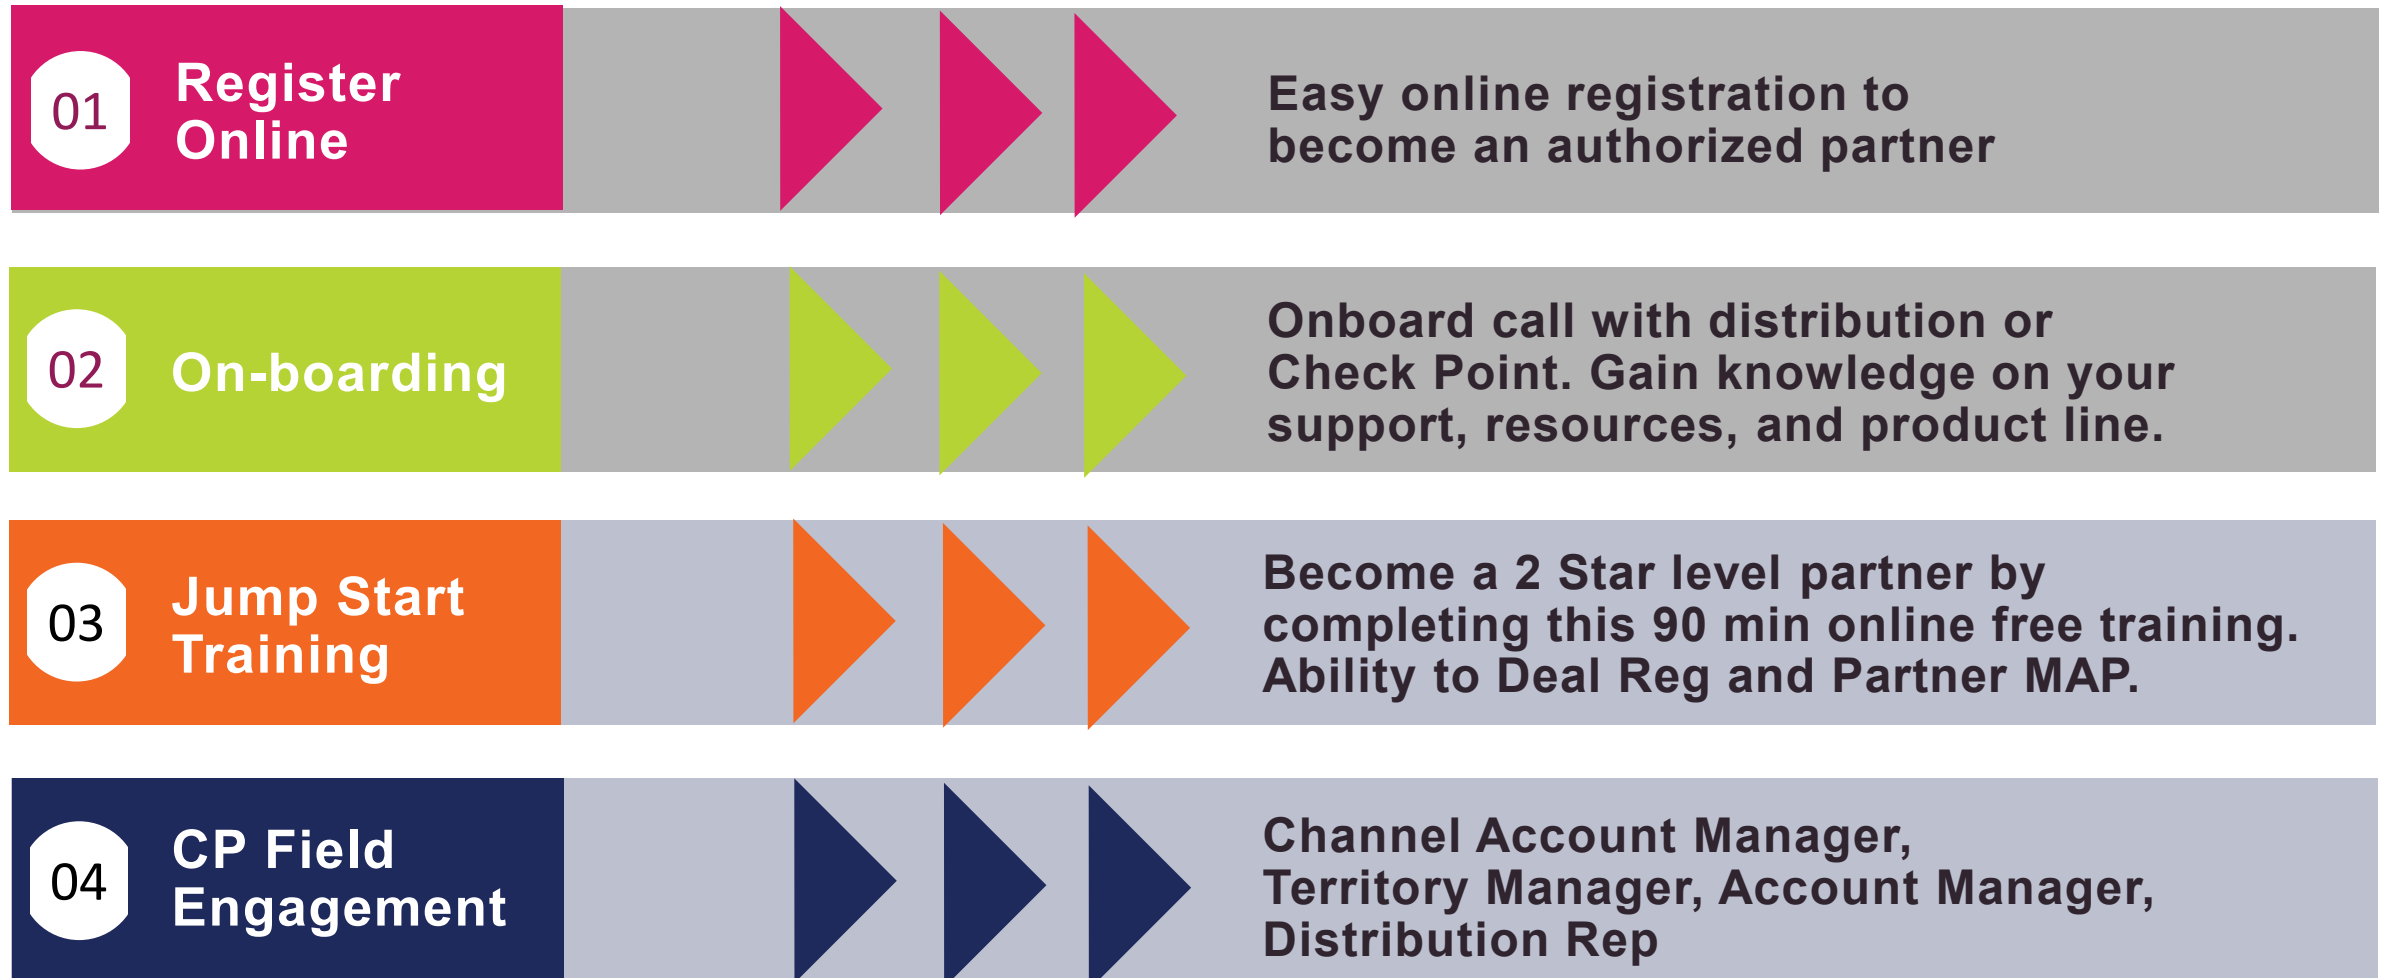 01
Register
Online
Easy online registration to
become an authorized partner
02
On-boarding
Onboard call with distribution or
Check Point. Gain knowledge on your
support, resources, and product line.
03
Jump Start
Training
Become a 2 Star level partner by
completing this 90 min online free training.
Ability to Deal Reg and Partner MAP.
04
CP Field
Engagement
Channel Account Manager,
Territory Manager, Account Manager,
Distribution Rep